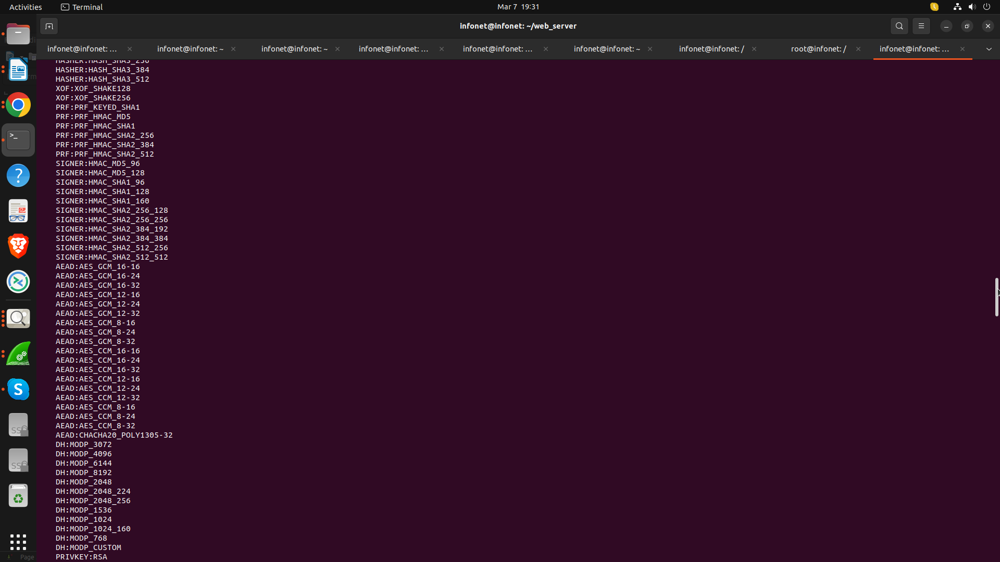 Activities
Terminal
Mar 7 19:31
infonet@infonet: ~/web_server
infonet@infonet: ...
infonet@infonet: ~
infonet@infonet: ~
infonet@infonet: ...
infonet@infonet: ...
infonet@infonet: ~
infonet@infonet: /
root@infonet: /
infonet@infonet: ...
HASHER:HASH_SHA3_256
HASHER:HASH_SHA3_384
HASHER:HASH_SHA3_512
XOF:XOF_SHAKE128
XOF:XOF_SHAKE256
PRF:PRF_KEYED_SHA1
PRF:PRF_HMAC_MD5
PRF:PRF_HMAC_SHA1
PRF:PRF_HMAC_SHA2_256
PRF:PRF_HMAC_SHA2_384
PRF:PRF_HMAC_SHA2_512
SIGNER:HMAC_MD5_96
SIGNER:HMAC_MD5_128
SIGNER:HMAC_SHA1_96
SIGNER:HMAC_SHA1_128
SIGNER:HMAC_SHA1_160
SIGNER:HMAC_SHA2_256_128
SIGNER:HMAC_SHA2_256_256
SIGNER:HMAC_SHA2_384_192
SIGNER:HMAC_SHA2_384_384
SIGNER:HMAC_SHA2_512_256
SIGNER:HMAC_SHA2_512_512
AEAD:AES_GCM_16-16
AEAD:AES_GCM_16-24
AEAD:AES_GCM_16-32
AEAD:AES_GCM_12-16
AEAD:AES_GCM_12-24
AEAD:AES_GCM_12-32
AEAD:AES_GCM_8-16
AEAD:AES_GCM_8-24
AEAD:AES_GCM_8-32
AEAD:AES_CCM_16-16
AEAD:AES_CCM_16-24
AEAD:AES_CCM_16-32
AEAD:AES_CCM_12-16
AEAD:AES_CCM_12-24
AEAD:AES_CCM_12-32
AEAD:AES_CCM_8-16
AEAD:AES_CCM_8-24
AEAD:AES_CCM_8-32
AEAD:CHACHA20_POLY1305-32
DH:MODP_3072
DH:MODP_4096
DH:MODP_6144
DH:MODP_8192
DH:MODP_2048
DH:MODP_2048_224
DH:MODP_2048_256
DH:MODP_1536
DH:MODP_1024
DH:MODP_1024_160
DH:MODP_768
DH:MODP_CUSTOM
PRIVKEY:RSA
Page